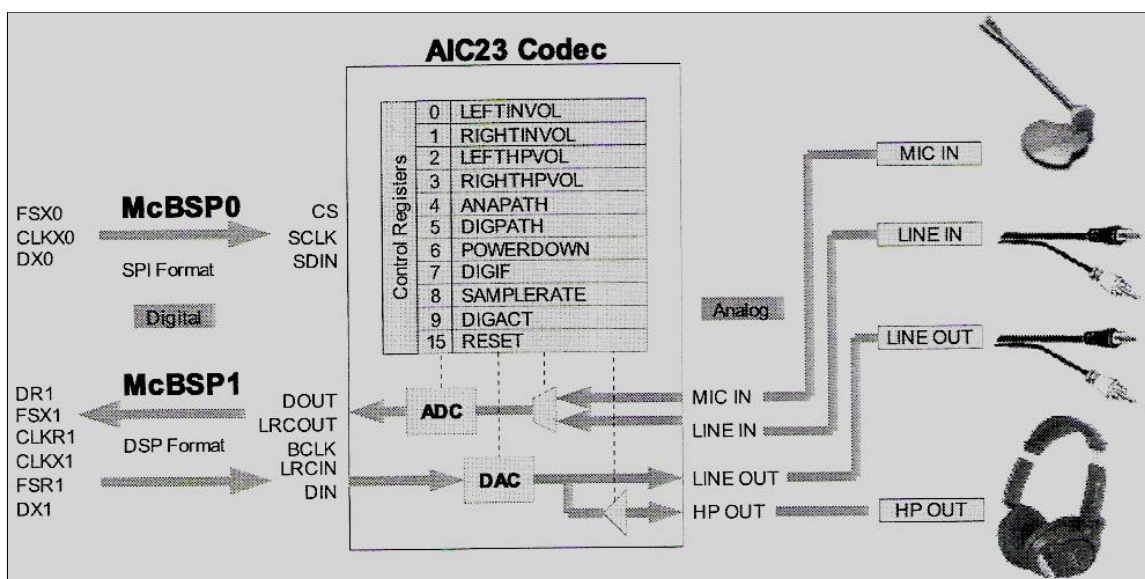 AIC23 Codec
Control Registers
0 LEFTINVOL
1 RIGHTINVOL
2 LEFTHPVOL
3 RIGHTHPVOL
4 ANAPATH
5 DIGPATH
6 POWERDOWN
7 DIGIF
8 SAMPLERATE
9 DIGACT
15 RESET
McBSP0
FSX0
CLKX0
DX0
SPI Format
CS
SCLK
SDIN
Digital
Analog
McBSP1
DR1
FSX1
CLKR1
CLKX1
FSR1
DX1
DSP Format
DOUT
LRCOUT
BCLK
LRCIN
DIN
ADC
DAC
MIC IN
LINE IN
LINE OUT
HP OUT
MIC IN
LINE IN
LINE OUT
HP OUT